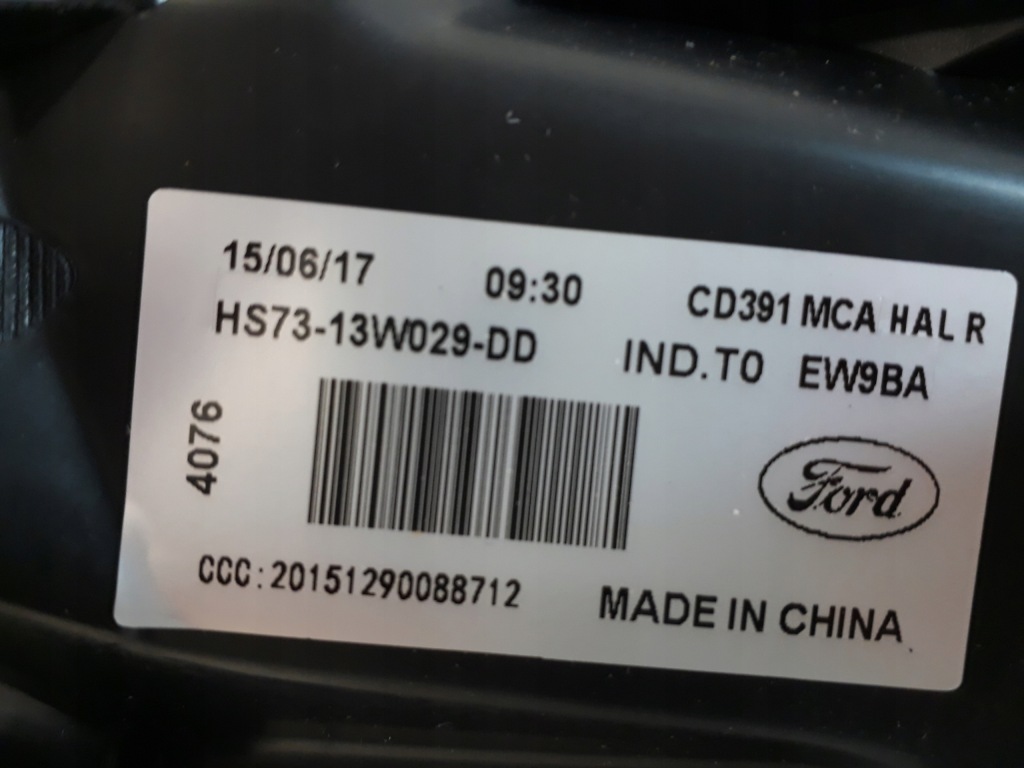 15/06/17 09:30 CD391 MCA HAL R
HS73-13W029-DD IND.T0 EW9BA
4076
Ford
CCC:20151290088712 MADE IN CHINA